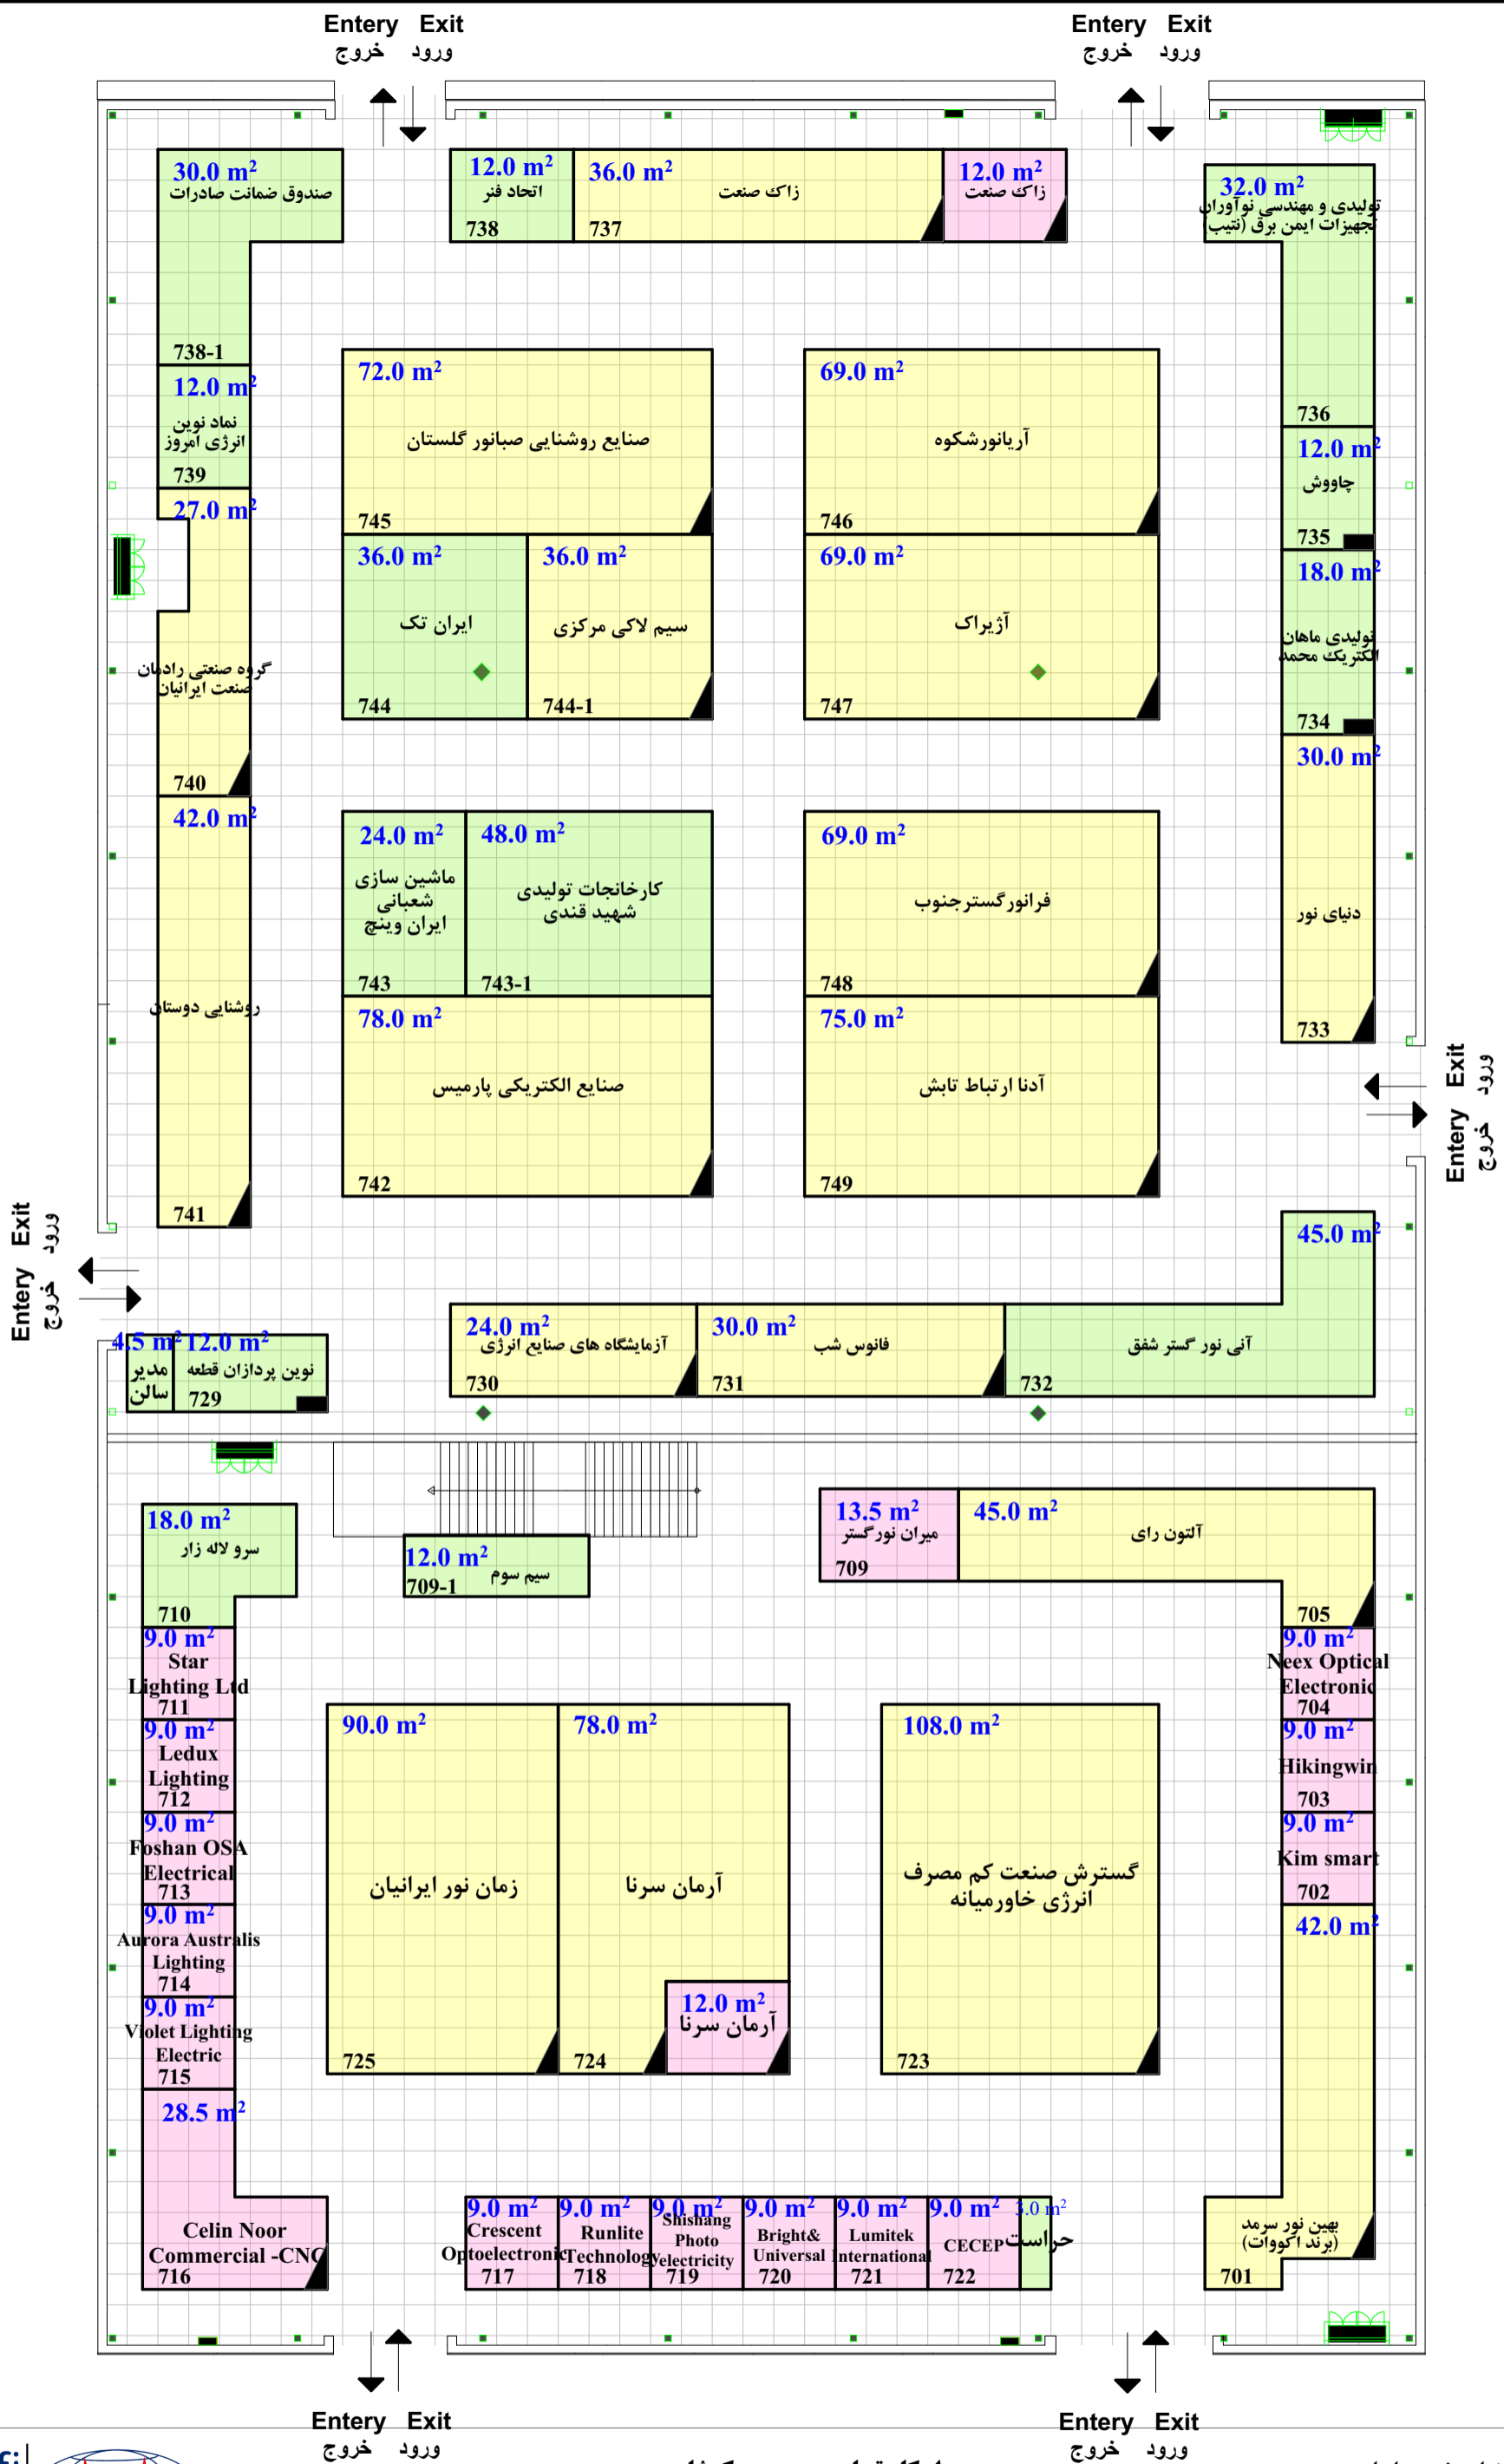 Entery Exit
خروج ورود
Entery Exit
خروج ورود
30.0 m²
صندوق ضمانت صادرات
738-1
12.0 m²
اتحاد فنر
738
36.0 m²
زاک صنعت
737
12.0 m²
زاک صنعت
32.0 m²
تولیدی و مهندسی نوآوران
تجهیزات ایمن برق (نتیب)
736
12.0 m²
نماد نوین
انرژی امروز
739
72.0 m²
صنایع روشنایی صبانور گلستان
745
69.0 m²
آریانورشکوه
746
12.0 m²
چاووش
735
27.0 m²
گروه صنعتی رادمان
صنعت ایرانیان
740
36.0 m²
ایران تک
744
36.0 m²
سیم لاکی مرکزی
744-1
69.0 m²
آژیراک
747
18.0 m²
تولیدی ماهان
الکتریک محمد
734
30.0 m²
دنیای نور
733
42.0 m²
روشنایی دوستان
741
24.0 m²
ماشین سازی
شعبانی
ایران وینچ
743
48.0 m²
کارخانجات تولیدی
شهید قندی
743-1
69.0 m²
فرانورگسترجنوب
748
78.0 m²
صنایع الکتریکی پارمیس
742
75.0 m²
آدنا ارتباط تابش
749
Entery Exit
خروج ورود
Entery Exit
خروج ورود
4.5 m²
مدیر
سالن
12.0 m²
نوین پردازان قطعه
729
24.0 m²
آزمایشگاه های صنایع انرژی
730
30.0 m²
فانوس شب
731
45.0 m²
آنی نور گستر شفق
732
18.0 m²
سرو لاله زار
710
12.0 m²
سیم سوم
709-1
13.5 m²
میران نورگستر
709
45.0 m²
آلتون رای
705
9.0 m²
Star
Lighting Ltd
711
9.0 m²
Neex Optical
Electronic
704
9.0 m²
Ledux
Lighting
712
9.0 m²
Hikingwin
703
9.0 m²
Foshan OSA
Electrical
713
9.0 m²
Kim smart
702
9.0 m²
Aurora Australis
Lighting
714
9.0 m²
Violet Lighting
Electric
715
90.0 m²
زمان نور ایرانیان
725
78.0 m²
آرمان سرنا
724
12.0 m²
آرمان سرنا
108.0 m²
گسترش صنعت کم مصرف
انرژی خاورمیانه
723
42.0 m²
بهین نور سرمد
(برند اکووات)
701
28.5 m²
Celin Noor
Commercial -CNC
716
9.0 m²
Crescent
Optoelectronic
717
9.0 m²
Runlite
Technology
718
9.0 m²
Shishang
Photo
electricity
719
9.0 m²
Bright&
Universal
720
9.0 m²
Lumitek
International
721
9.0 m²
CECEP
722
3.0 m²
حراست
Entery Exit
خروج ورود
Entery Exit
خروج ورود